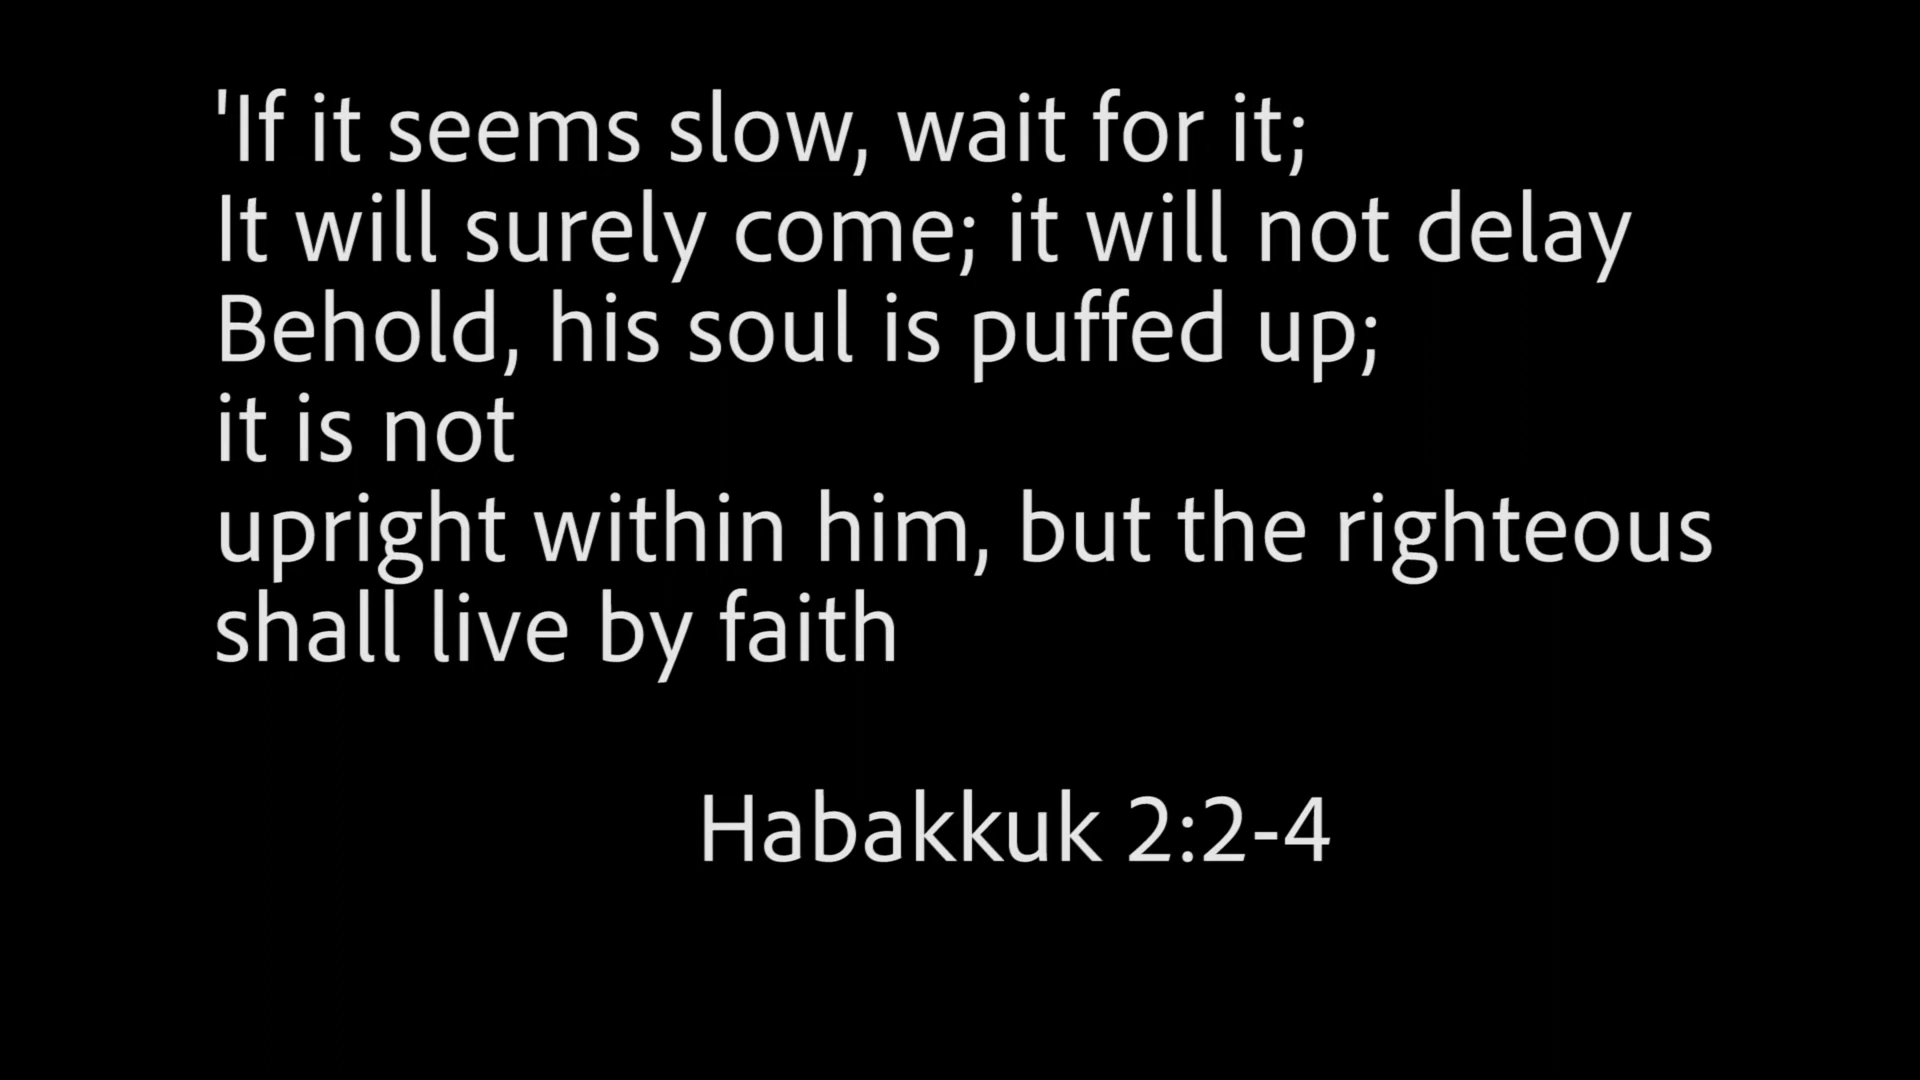 'If it seems slow, wait for it;
It will surely come; it will not delay
Behold, his soul is puffed up;
it is not
upright within him, but the righteous
shall live by faith
Habakkuk 2:2-4